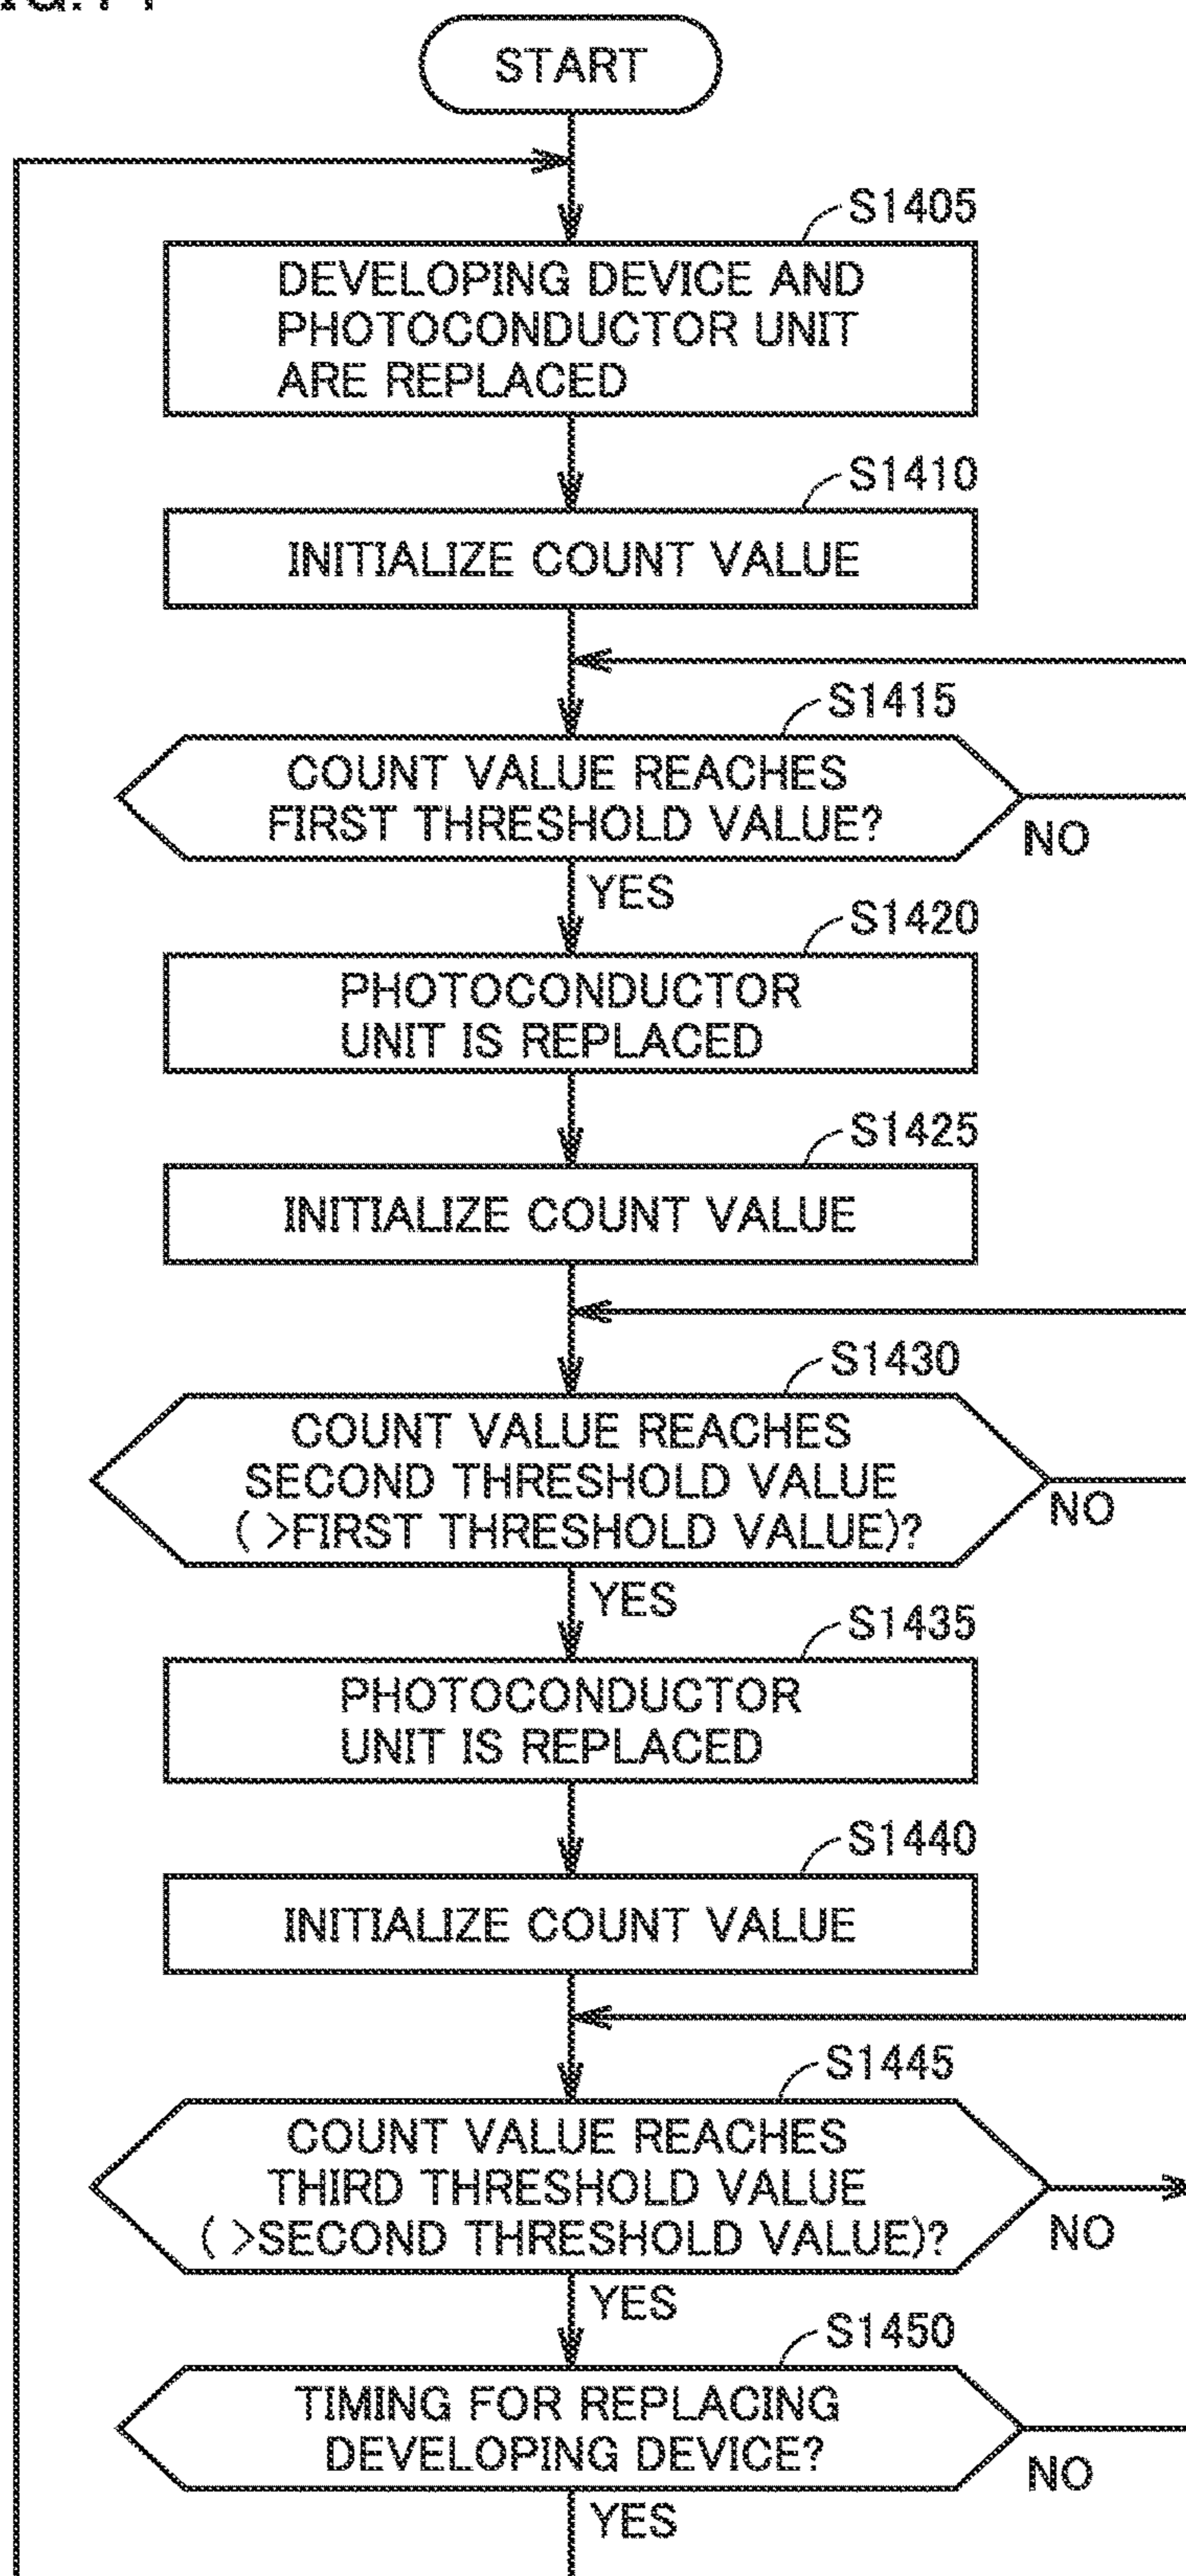 START
S1405
DEVELOPING DEVICE AND
PHOTOCONDUCTOR UNIT
ARE REPLACED
S1410
INITIALIZE COUNT VALUE
S1415
COUNT VALUE REACHES
FIRST THRESHOLD VALUE?
NO
YES
S1420
PHOTOCONDUCTOR
UNIT IS REPLACED
S1425
INITIALIZE COUNT VALUE
S1430
COUNT VALUE REACHES
SECOND THRESHOLD VALUE
( >FIRST THRESHOLD VALUE)?
NO
YES
S1435
PHOTOCONDUCTOR
UNIT IS REPLACED
S1440
INITIALIZE COUNT VALUE
S1445
COUNT VALUE REACHES
THIRD THRESHOLD VALUE
( >SECOND THRESHOLD VALUE)?
NO
YES
S1450
TIMING FOR REPLACING
DEVELOPING DEVICE?
NO
YES